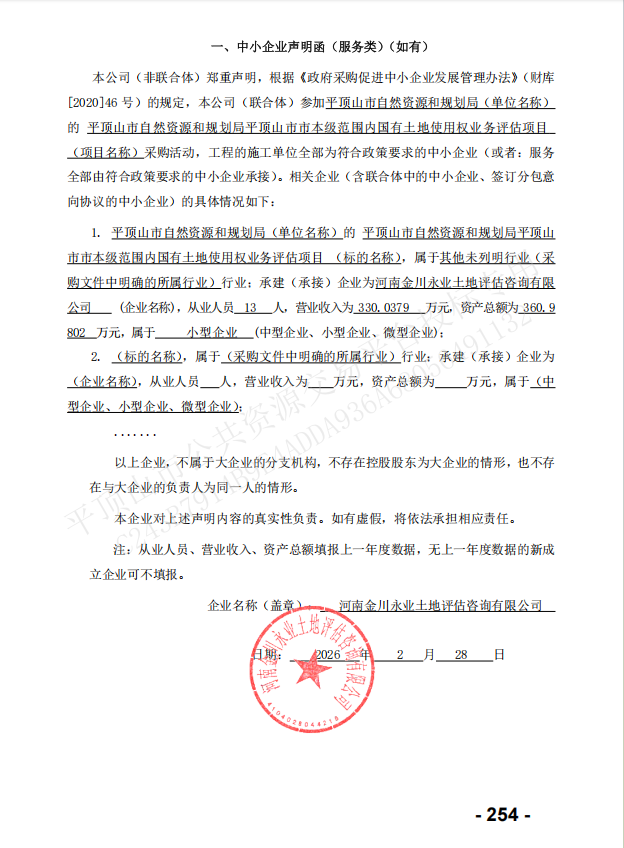 一、中小企业声明函（服务类）（如有）
本公司（非联合体）郑重声明，根据《政府采购促进中小企业发展管理办法》（财库
[2020]46 号）的规定，本公司（联合体）参加平顶山市自然资源和规划局（单位名称）
的 平顶山市自然资源和规划局平顶山市市本级范围内国有土地使用权业务评估项目
（项目名称）采购活动，工程的施工单位全部为符合政策要求的中小企业（或者：服务
全部由符合政策要求的中小企业承接）。相关企业（含联合体中的中小企业、签订分包意
向协议的中小企业）的具体情况如下：
1. 平顶山市自然资源和规划局（单位名称）的 平顶山市自然资源和规划局平顶山
市市本级范围内国有土地使用权业务评估项目 （标的名称），属于其他未列明行业（采
购文件中明确的所属行业）行业；承建（承接）企业为河南金川永业土地评估咨询有限
公司 （企业名称），从业人员 13 人，营业收入为 330.0379 万元，资产总额为 360.9
802 万元，属于 小型企业 （中型企业、小型企业、微型企业）；
2. （标的名称），属于（采购文件中明确的所属行业）行业；承建（承接）企业为
（企业名称），从业人员 人，营业收入为 万元，资产总额为 万元，属于（中
型企业、小型企业、微型企业）；
.......
以上企业，不属于大企业的分支机构，不存在控股股东为大企业的情形，也不存
在与大企业的负责人为同一人的情形。
本企业对上述声明内容的真实性负责。如有虚假，将依法承担相应责任。
注：从业人员、营业收入、资产总额填报上一年度数据，无上一年度数据的新成
立企业可不填报。
企业名称（盖章）： 河南金川永业土地评估咨询有限公司
日期： 2026 年 2 月 28 日
河南金川永业土地评估咨询有限公司
4104028044218
- 254 -